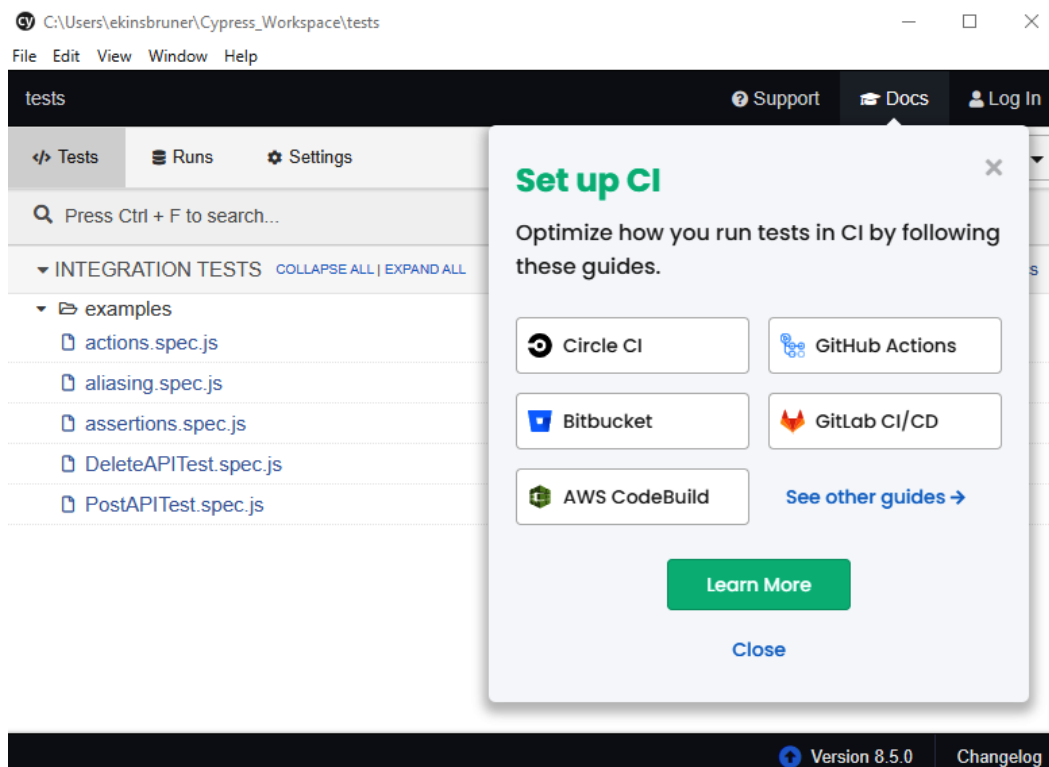 C:\Users\ekinsbruner\Cypress_Workspace\tests
File Edit View Window Help
tests
Support Docs Log In
Tests Runs Settings
Press Ctrl + F to search...
INTEGRATION TESTS COLLAPSE ALL | EXPAND ALL
examples
actions.spec.js
aliasing.spec.js
assertions.spec.js
DeleteAPITest.spec.js
PostAPITest.spec.js
Set up CI
Optimize how you run tests in CI by following
these guides.
Circle CI GitHub Actions
Bitbucket GitLab CI/CD
AWS CodeBuild See other guides →
Learn More
Close
Version 8.5.0 Changelog